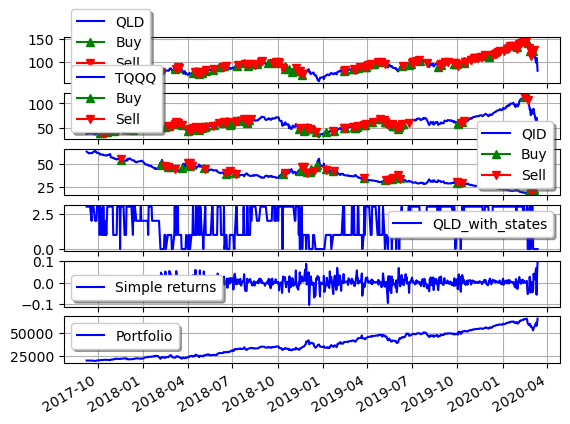 QLD
Buy
Sell
150
100
TQQQ
Buy
Sell
100
50
QID
Buy
Sell
50
25
QLD_with_states
2.5
0.0
Simple returns
0.1
0.0
−0.1
Portfolio
50000
25000
2017-10
2018-01
2018-04
2018-07
2018-10
2019-01
2019-04
2019-07
2019-10
2020-01
2020-04